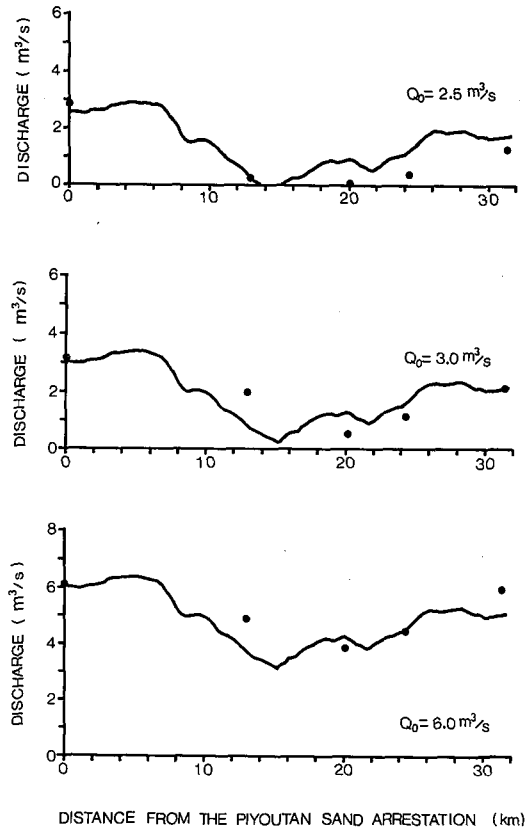 6
4
2
0
DISCHARGE ( m³/s)
Q₀= 2.5 m³/s
0 10 20 30
6
4
2
0
DISCHARGE ( m³/s)
Q₀= 3.0 m³/s
0 10 20 30
8
6
4
2
0
DISCHARGE ( m³/s)
Q₀= 6.0 m³/s
0 10 20 30
DISTANCE FROM THE PIYOUTAN SAND ARRESTATION (km)